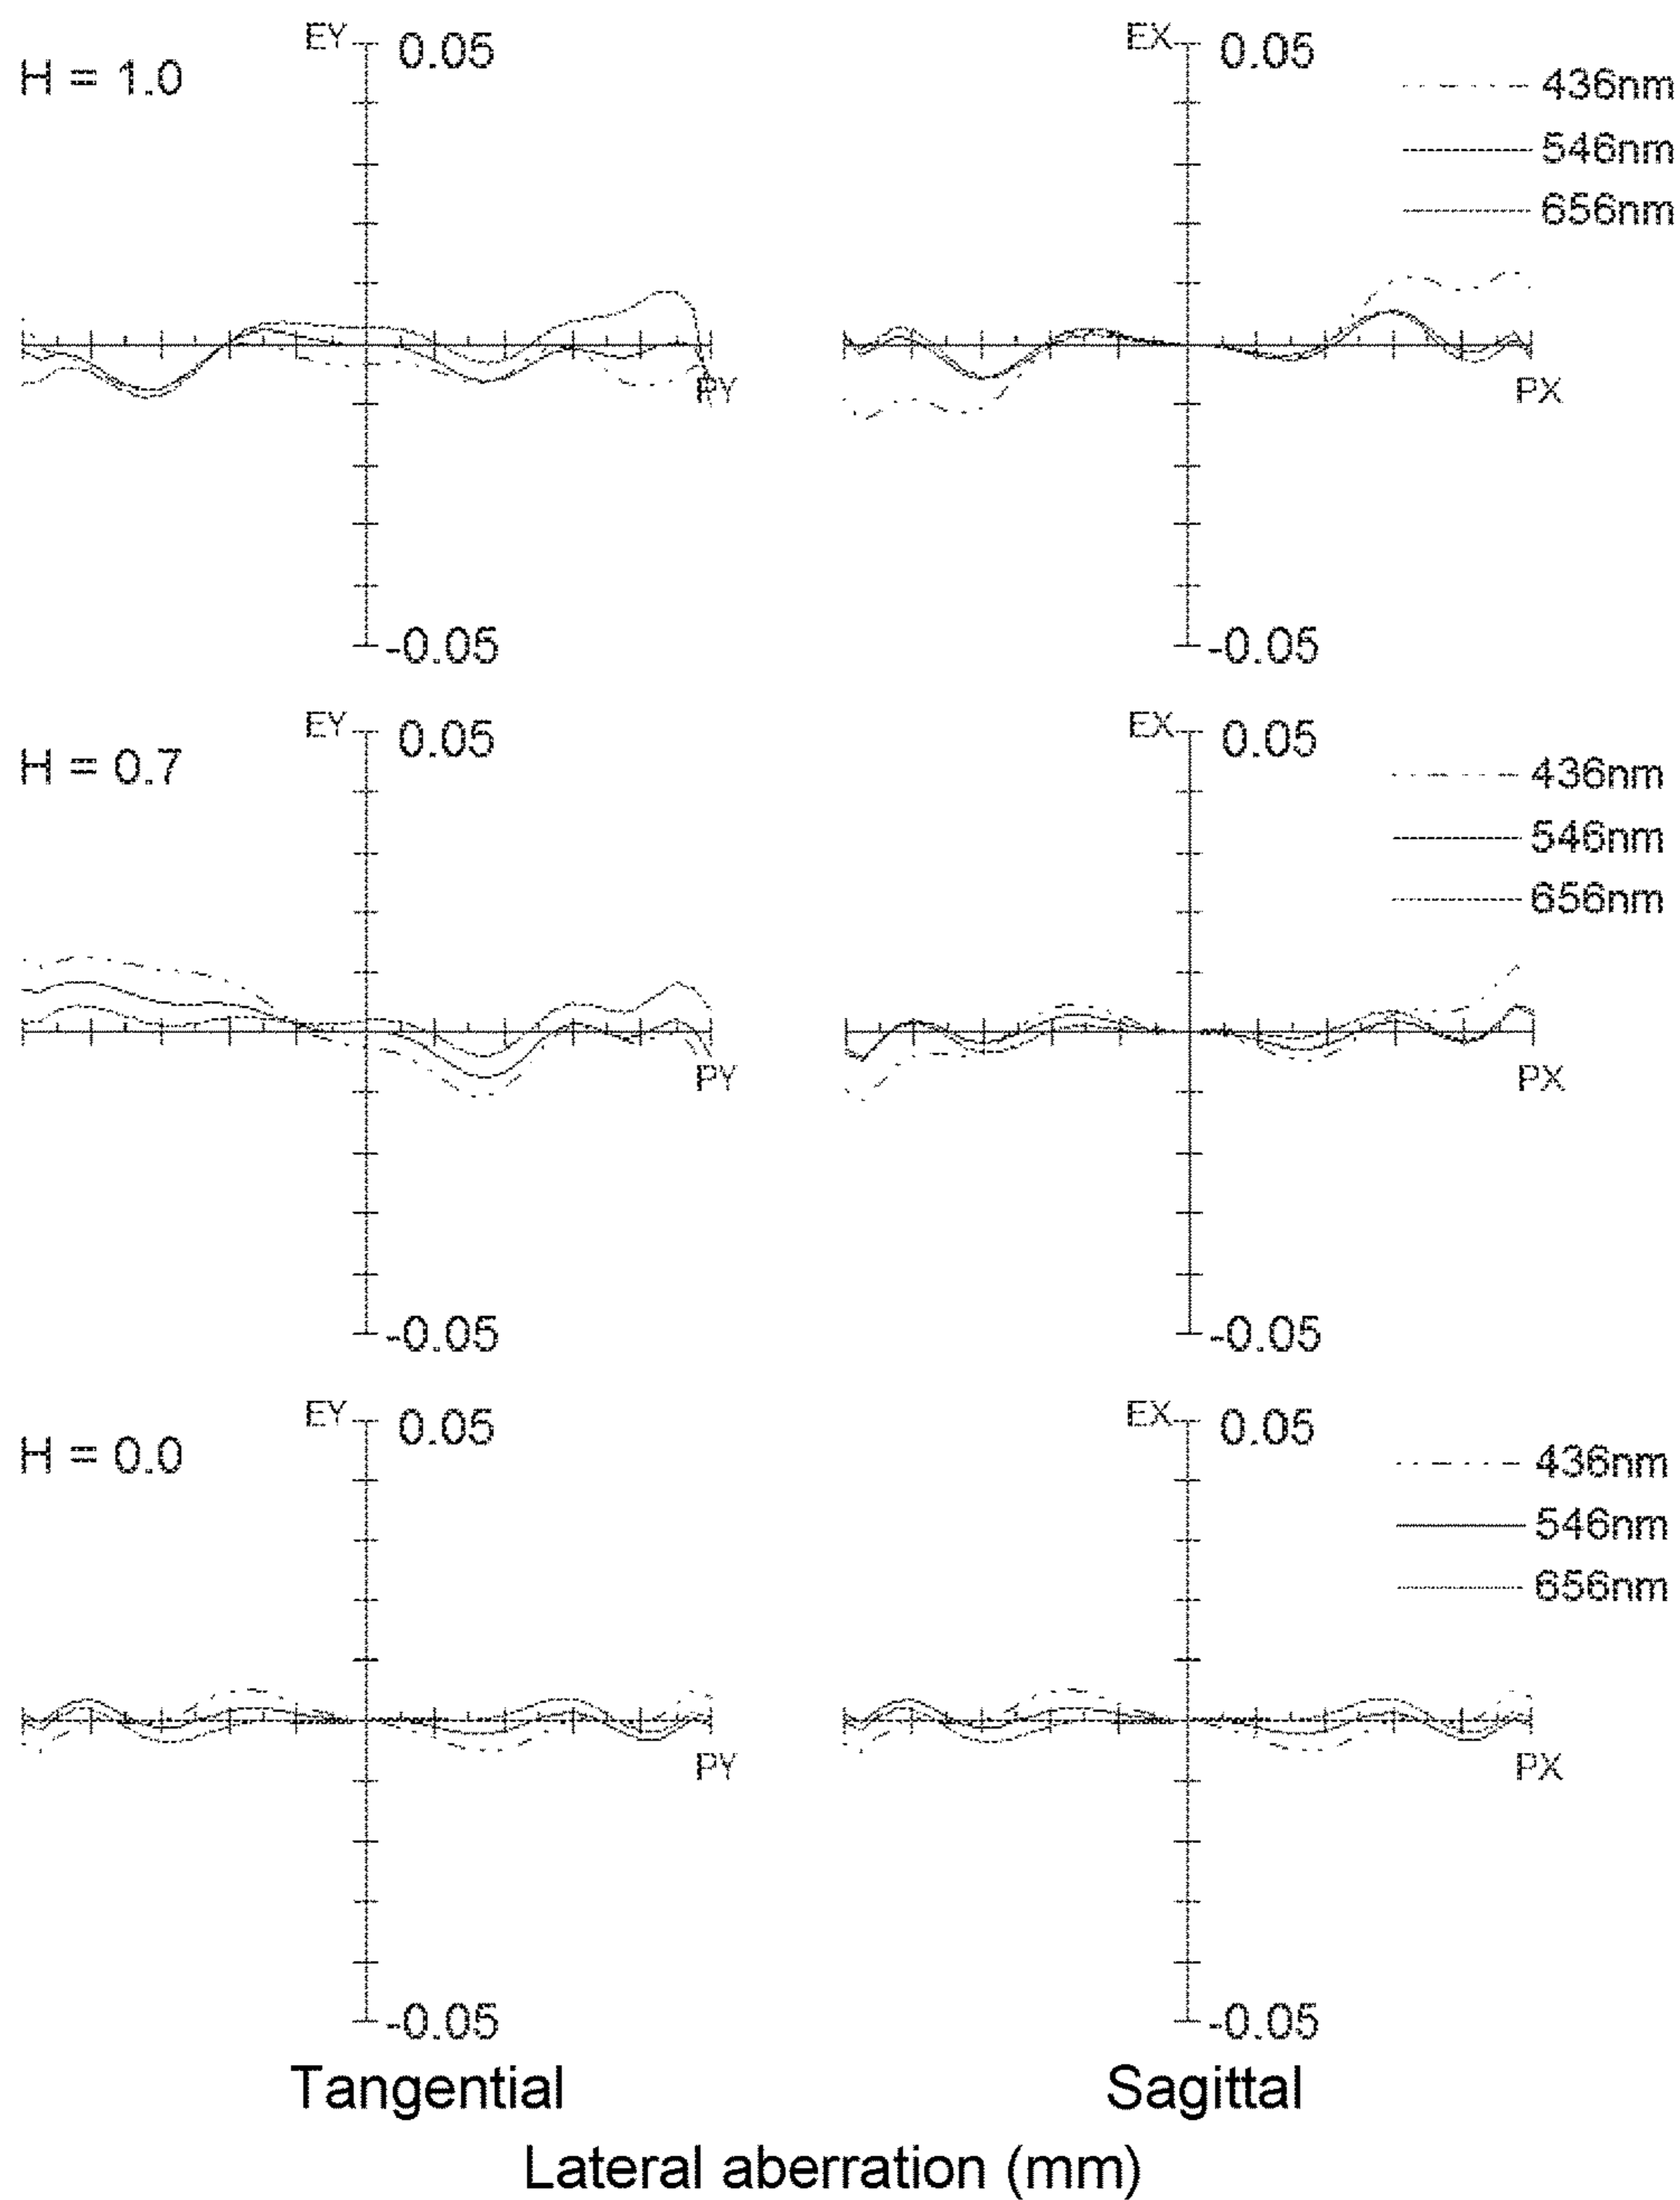 EY 0.05 EX 0.05
H = 1.0
436nm
546nm
656nm
PY PX
-0.05 -0.05
EY 0.05 EX 0.05
H = 0.7
436nm
546nm
656nm
PY PX
-0.05 -0.05
EY 0.05 EX 0.05
H = 0.0
436nm
546nm
656nm
PY PX
-0.05 -0.05
Tangential Sagittal
Lateral aberration (mm)